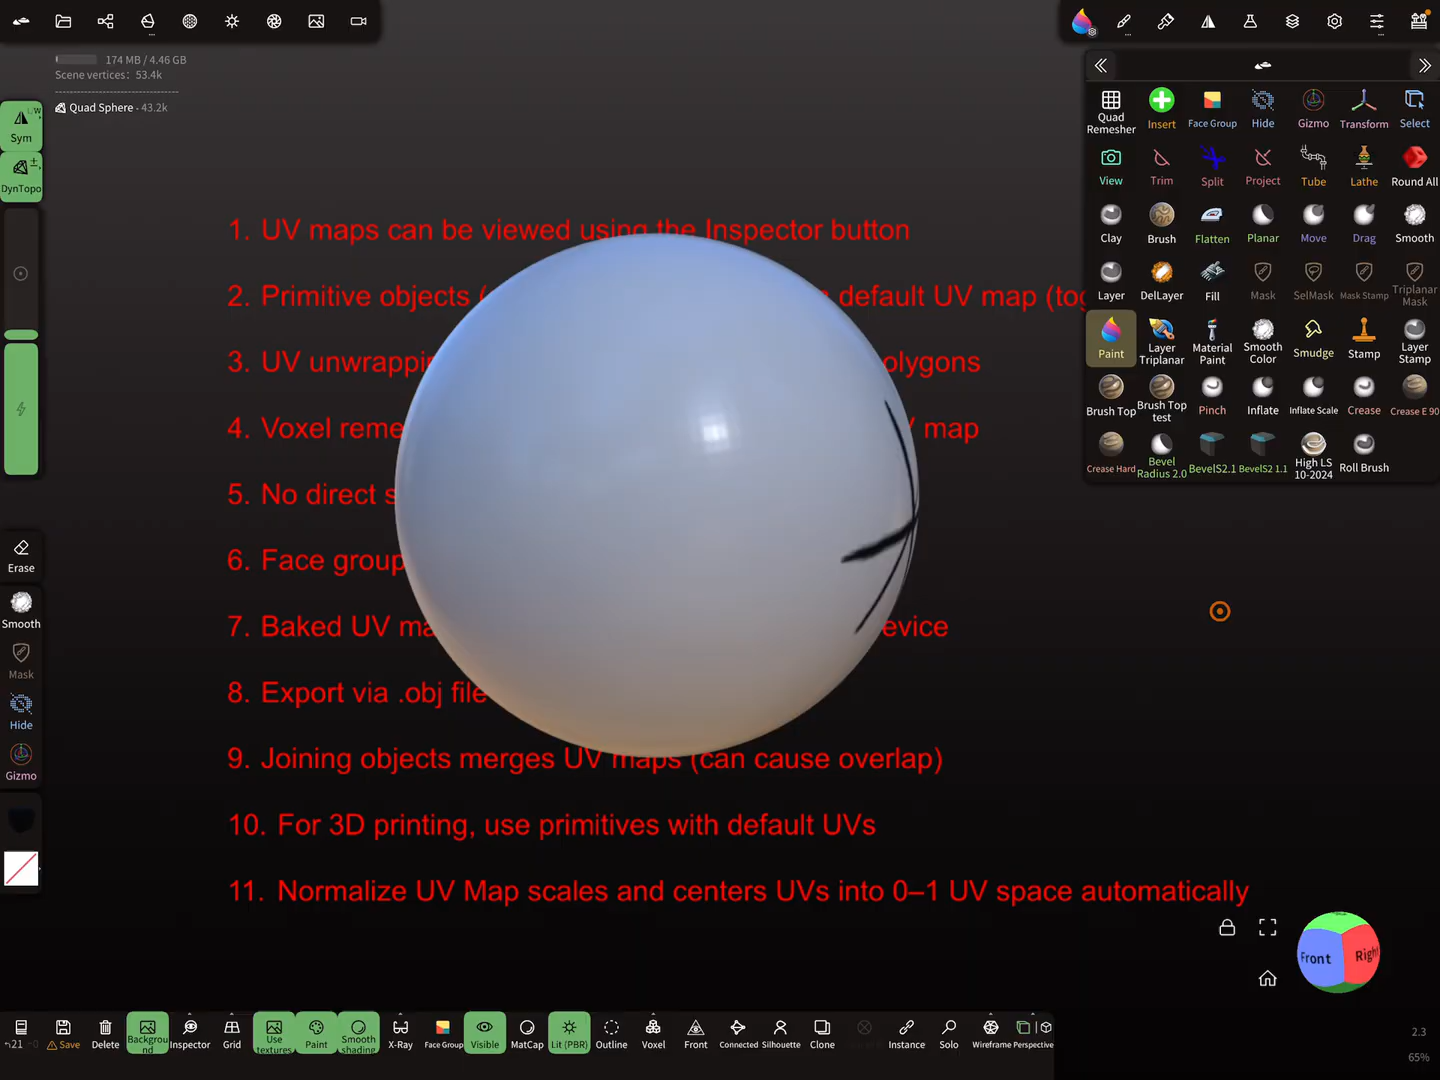 174 MB / 4.46 GB
Scene vertices: 53.4k
Quad Sphere - 43.2k
Sym
DynTopo
Erase
Smooth
Mask
Hide
Gizmo
1. UV maps can be viewed using the Inspector button
2. Primitive objects ( default UV map (tog
3. UV unwrappi olygons
4. Voxel reme map
5. No direct s
6. Face group
7. Baked UV ma evice
8. Export via .obj file
9. Joining objects merges UV maps (can cause overlap)
10. For 3D printing, use primitives with default UVs
11. Normalize UV Map scales and centers UVs into 0–1 UV space automatically
Quad Remesher Insert Face Group Hide Gizmo Transform Select
View Trim Split Project Tube Lathe Round All
Clay Brush Flatten Planar Move Drag Smooth
Layer DelLayer Fill Mask SelMask Mask Stamp Triplanar Mask
Paint Layer Triplanar Material Paint Smooth Color Smudge Stamp Layer Stamp
Brush Top Brush Top test Pinch Inflate Inflate Scale Crease Crease E 90
Crease Hard Bevel Radius 2.0 BevelS2.1 BevelS2 1.1 High LS 10-2024 Roll Brush
Front Right
21 0 Save Delete Background Inspector Grid Use textures Paint Smooth shading X-Ray Face Group Visible MatCap Lit (PBR) Outline Voxel Front Connected Silhouette Clone Instance Solo Wireframe Perspective
2.3
65%